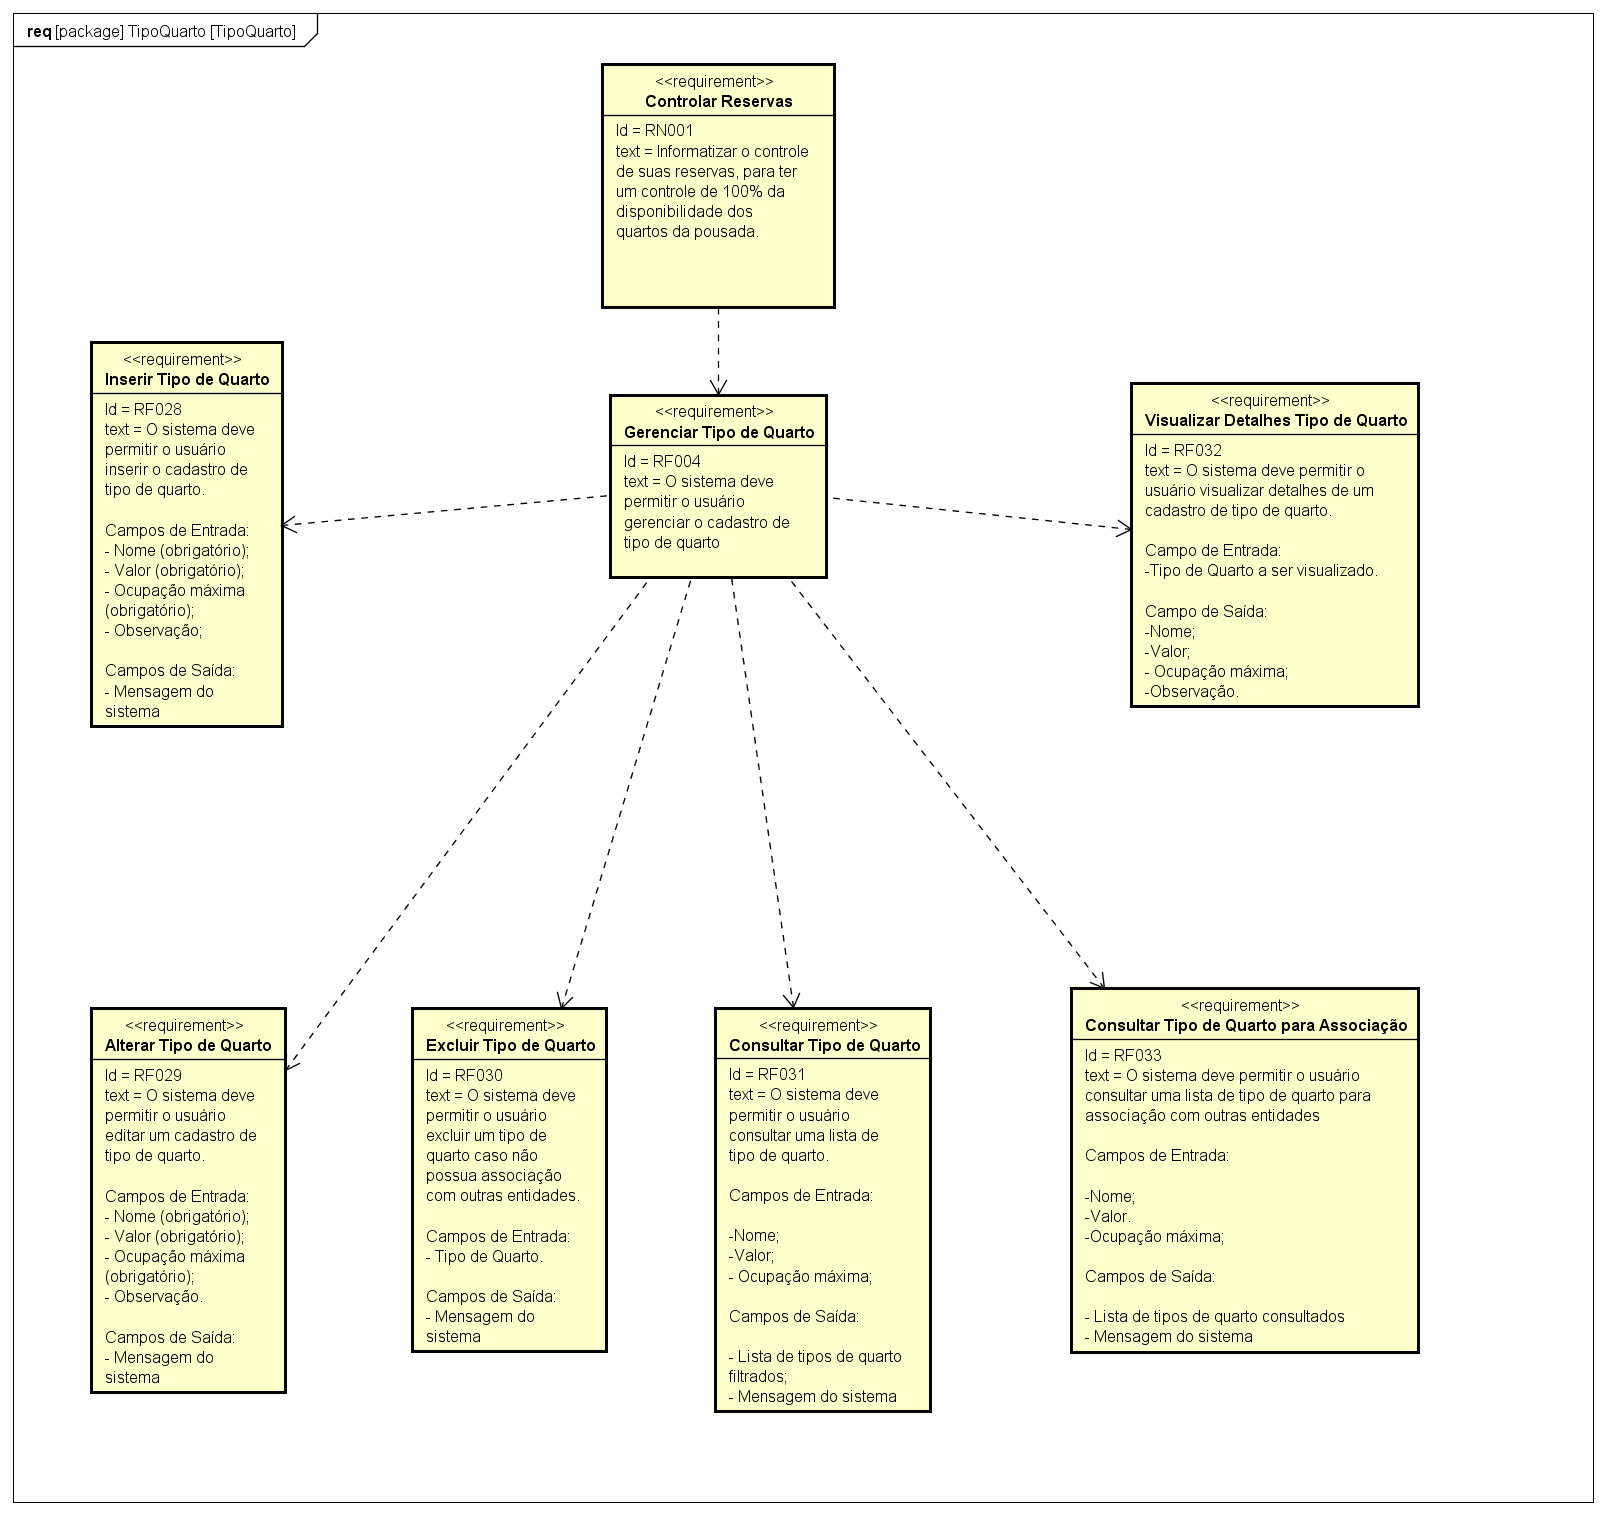 req [package] TipoQuarto [TipoQuarto]
<<requirement>>
Controlar Reservas
Id = RN001
text = Informatizar o controle
de suas reservas, para ter
um controle de 100% da
disponibilidade dos
quartos da pousada.
<<requirement>>
Inserir Tipo de Quarto
Id = RF028
text = O sistema deve
permitir o usuário
inserir o cadastro de
tipo de quarto.
Campos de Entrada:
- Nome (obrigatório);
- Valor (obrigatório);
- Ocupação máxima
(obrigatório);
- Observação;
Campos de Saída:
- Mensagem do
sistema
<<requirement>>
Gerenciar Tipo de Quarto
Id = RF004
text = O sistema deve
permitir o usuário
gerenciar o cadastro de
tipo de quarto
<<requirement>>
Visualizar Detalhes Tipo de Quarto
Id = RF032
text = O sistema deve permitir o
usuário visualizar detalhes de um
cadastro de tipo de quarto.
Campo de Entrada:
-Tipo de Quarto a ser visualizado.
Campo de Saída:
-Nome;
-Valor;
- Ocupação máxima;
-Observação.
<<requirement>>
Alterar Tipo de Quarto
Id = RF029
text = O sistema deve
permitir o usuário
editar um cadastro de
tipo de quarto.
Campos de Entrada:
- Nome (obrigatório);
- Valor (obrigatório);
- Ocupação máxima
(obrigatório);
- Observação.
Campos de Saída:
- Mensagem do
sistema
<<requirement>>
Excluir Tipo de Quarto
Id = RF030
text = O sistema deve
permitir o usuário
excluir um tipo de
quarto caso não
possua associação
com outras entidades.
Campos de Entrada:
- Tipo de Quarto.
Campos de Saída:
- Mensagem do
sistema
<<requirement>>
Consultar Tipo de Quarto
Id = RF031
text = O sistema deve
permitir o usuário
consultar uma lista de
tipo de quarto.
Campos de Entrada:
-Nome;
-Valor;
- Ocupação máxima;
Campos de Saída:
- Lista de tipos de quarto
filtrados;
- Mensagem do sistema
<<requirement>>
Consultar Tipo de Quarto para Associação
Id = RF033
text = O sistema deve permitir o usuário
consultar uma lista de tipo de quarto para
associação com outras entidades
Campos de Entrada:
-Nome;
-Valor.
-Ocupação máxima;
Campos de Saída:
- Lista de tipos de quarto consultados
- Mensagem do sistema